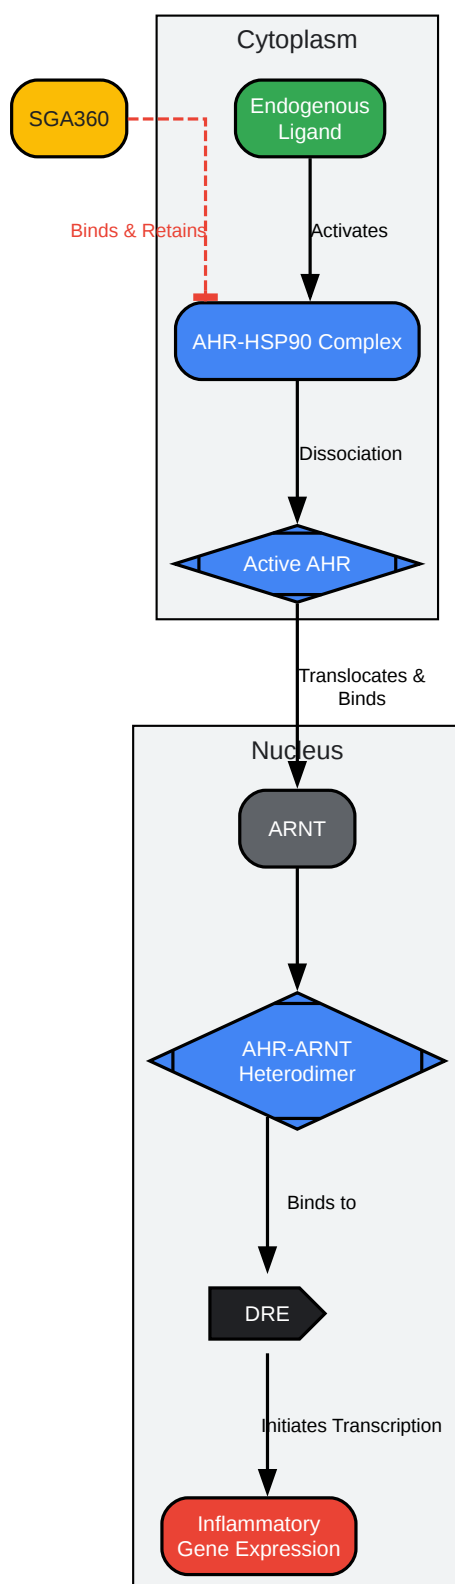 Cytoplasm
SGA360
Endogenous
Ligand
Binds & Retains
Activates
AHR-HSP90 Complex
Dissociation
Active AHR
Translocates &
Binds
Nucleus
ARNT
AHR-ARNT
Heterodimer
Binds to
DRE
Initiates Transcription
Inflammatory
Gene Expression